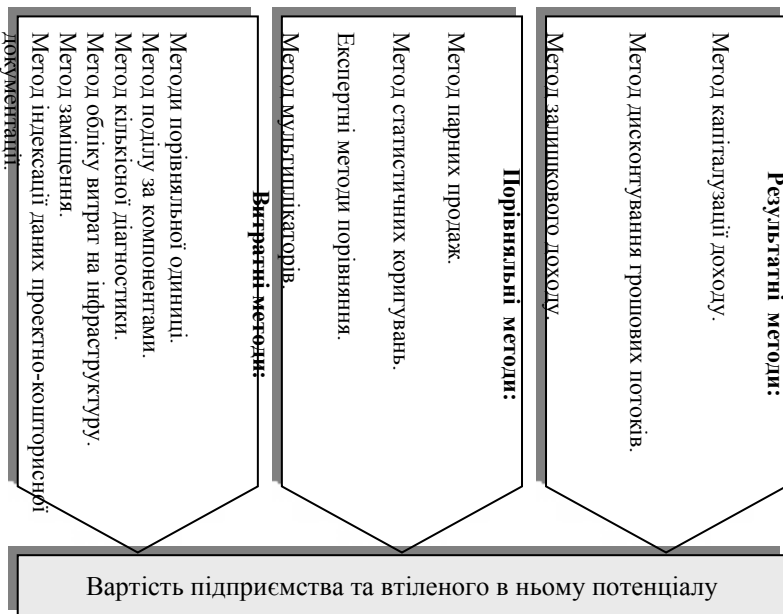 Витратні методи:
Методи порівняльної одиниці.
Метод поділу за компонентами.
Метод кількісної діагностики.
Метод обліку витрат на інфраструктуру.
Метод заміщення.
Метод індексації даних проектно-кошторисної
документації.
Порівняльні методи:
Метод парних продаж.
Метод статистичних коригувань.
Експертні методи порівняння.
Метод мультиплікаторів.
Результатні методи:
Метод капіталузації доходу.
Метод дисконтування грошових потоків.
Метод залишкового доходу.
Вартість підприємства та втіленого в ньому потенціалу